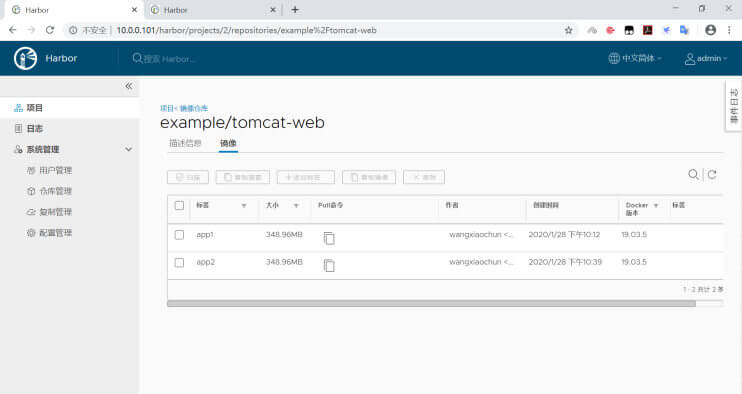 Harbor
Harbor
不安全
10.0.0.101/harbor/projects/2/repositories/example%2Ftomcat-web
Harbor
搜索 Harbor...
中文简体
admin
«
项目
日志
系统管理
用户管理
仓库管理
复制管理
配置管理
事件日志
项目< 镜像仓库
example/tomcat-web
描述信息 镜像
扫描 复制摘要 +添加标签 复制镜像 × 删除
标签 大小 Pull命令 作者 创建时间 Docker 版本 标签
app1 348.96MB wangxiaochun <... 2020/1/28 下午10:12 19.03.5
app2 348.96MB wangxiaochun <... 2020/1/28 下午10:39 19.03.5
1 - 2 共计 2 条